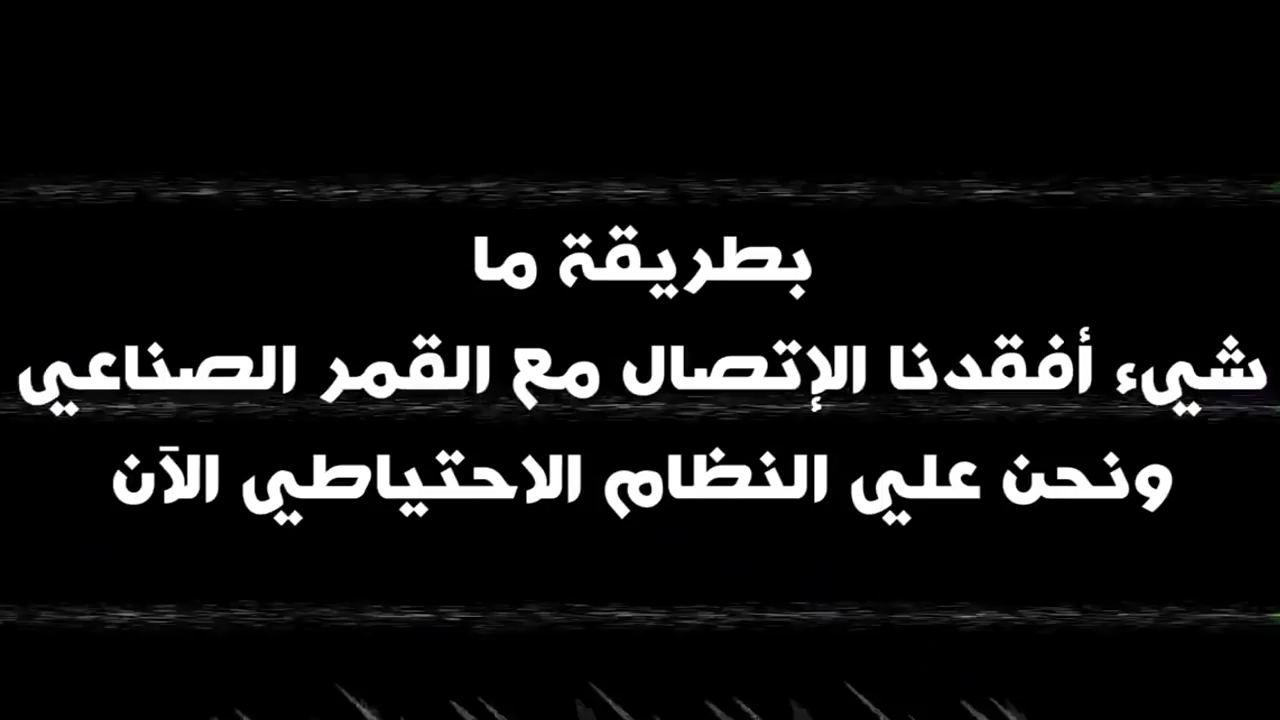 بطريقة ما
شيء أفقدنا الإتصال مع القمر الصناعي
ونحن علي النظام الاحتياطي الآن